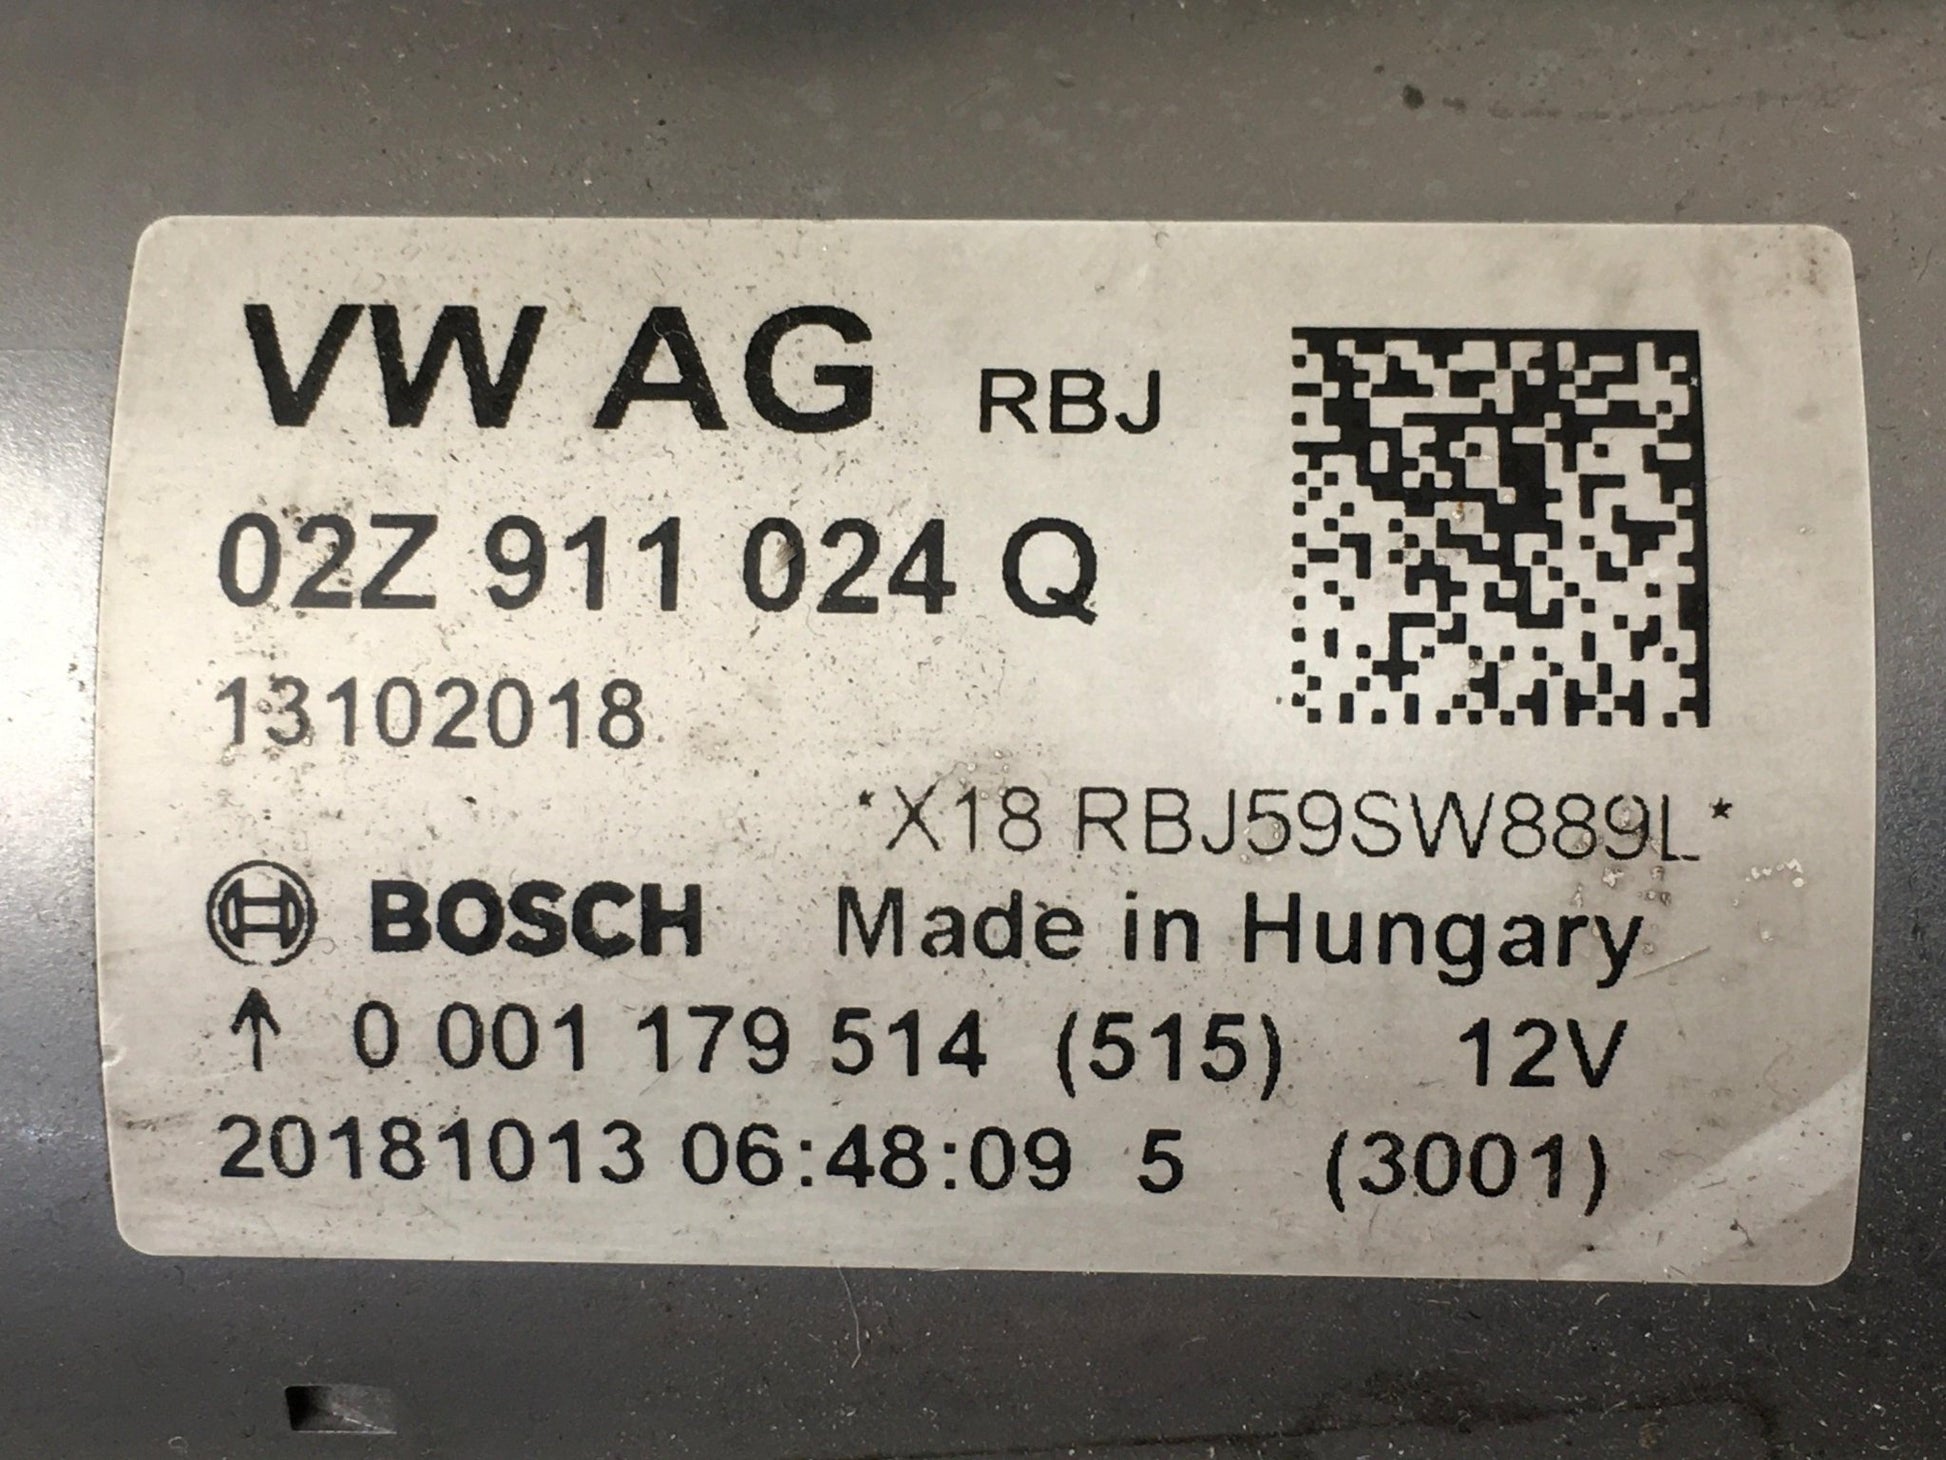 VW AG RBJ
02Z 911 024 Q
13102018
*X18 RBJ59SW889L*
BOSCH Made in Hungary
↑ 0 001 179 514 (515) 12V
20181013 06:48:09 5 (3001)